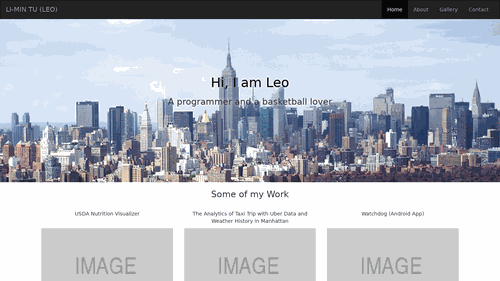 LI-MIN TU (LEO) Home About Gallery Contact
Hi, I am Leo
A programmer and a basketball lover
Some of my Work
USDA Nutrition Visualizer
The Analytics of Taxi Trip with Uber Data and
Weather History in Manhattan
Watchdog (Android App)
IMAGE IMAGE IMAGE